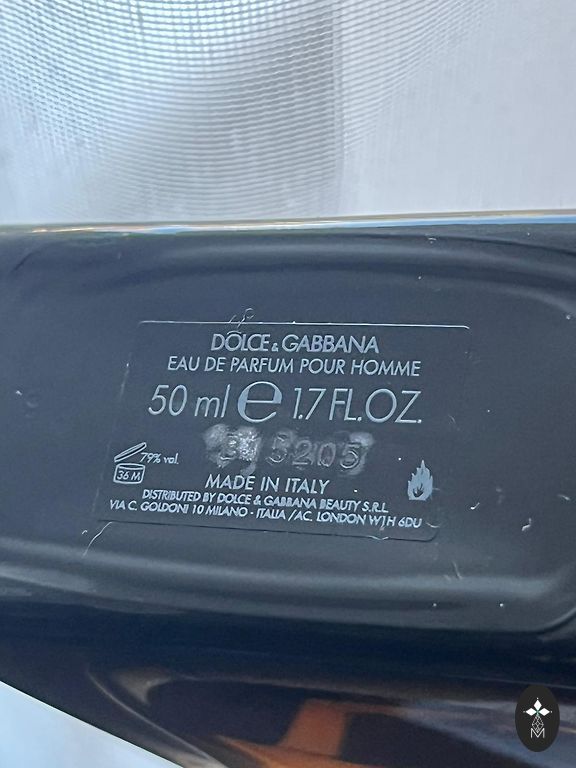 DOLCE & GABBANA
EAU DE PARFUM POUR HOMME
50 ml e 1.7 FL.OZ.
79% vol.
36 M
MADE IN ITALY
DISTRIBUTED BY DOLCE & GABBANA BEAUTY S.R.L
VIA C. GOLDONI 10 MILANO - ITALIA / AC. LONDON W1H 6DU
M